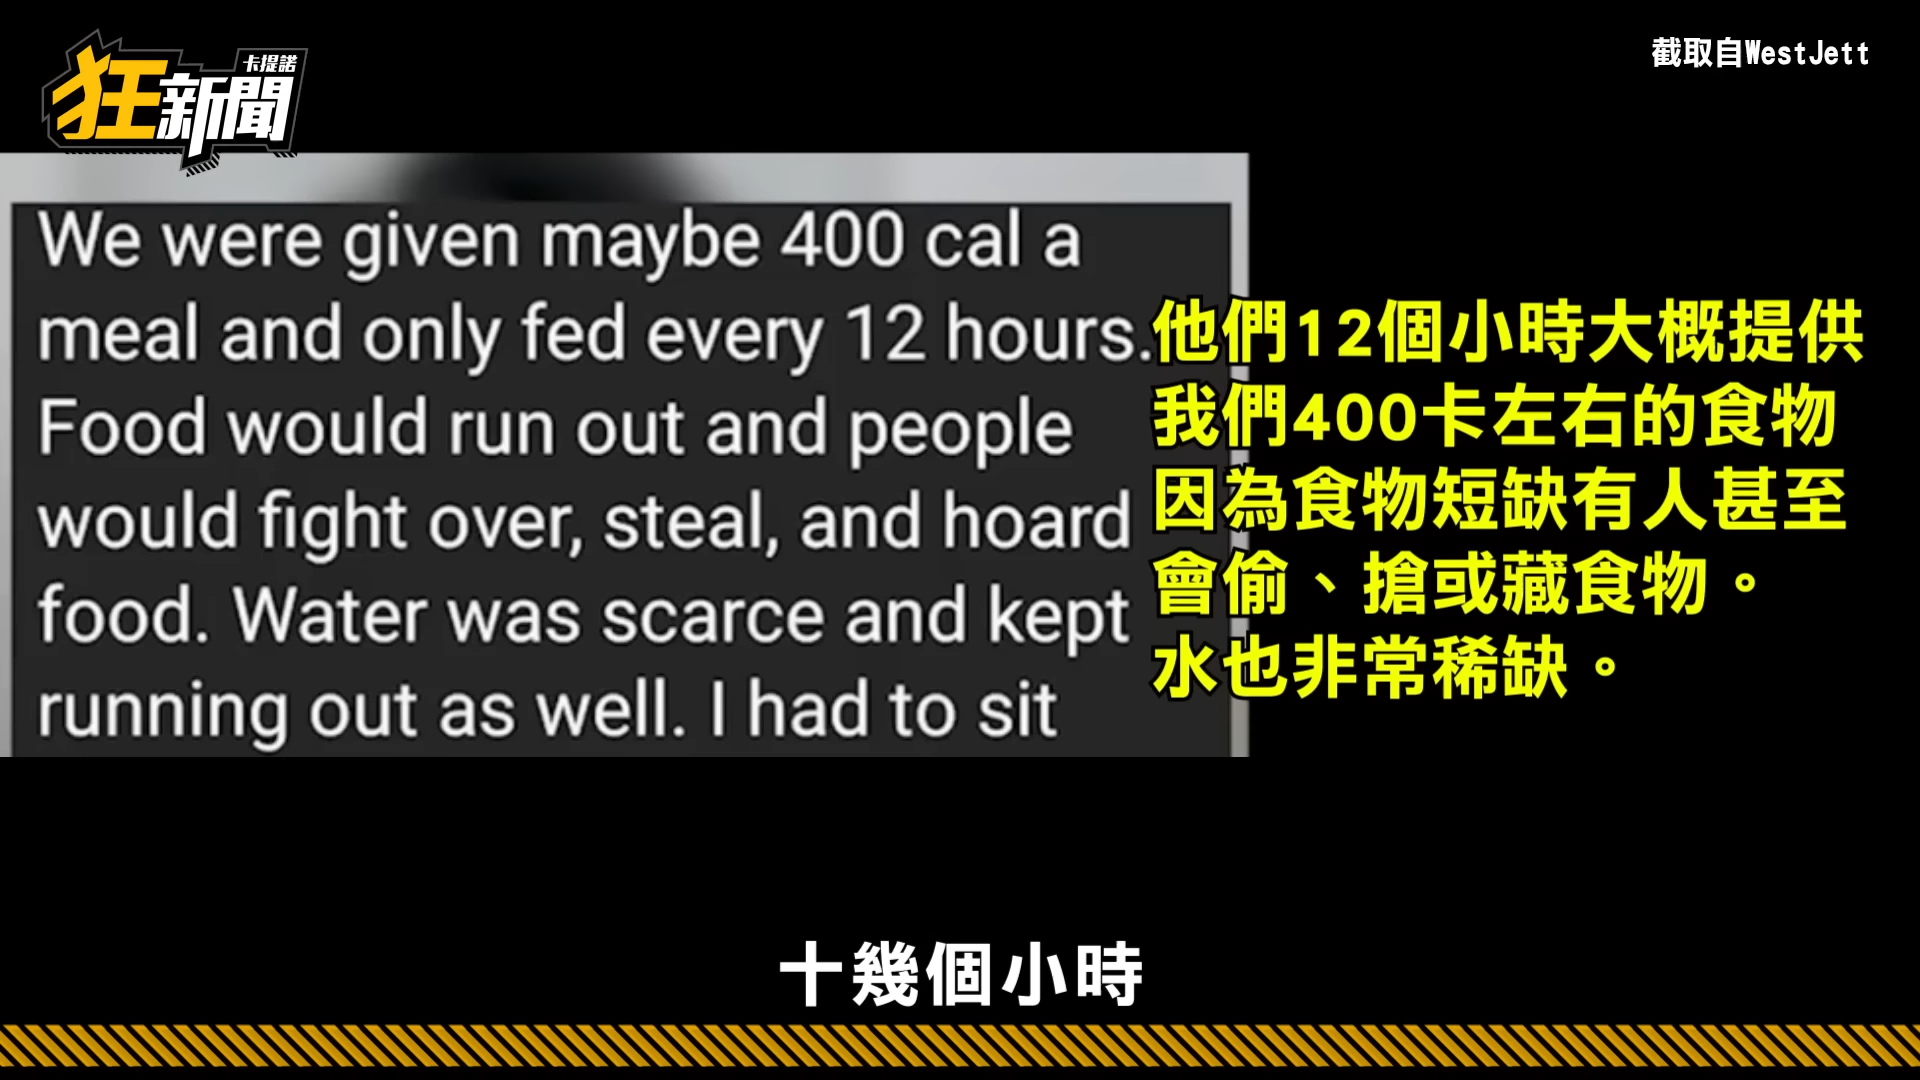 狂新聞
卡提諾
截取自WestJett
We were given maybe 400 cal a
meal and only fed every 12 hours.
Food would run out and people
would fight over, steal, and hoard
food. Water was scarce and kept
running out as well. I had to sit
他們12個小時大概提供
我們400卡左右的食物
因為食物短缺有人甚至
會偷、搶或藏食物。
水也非常稀缺。
十幾個小時